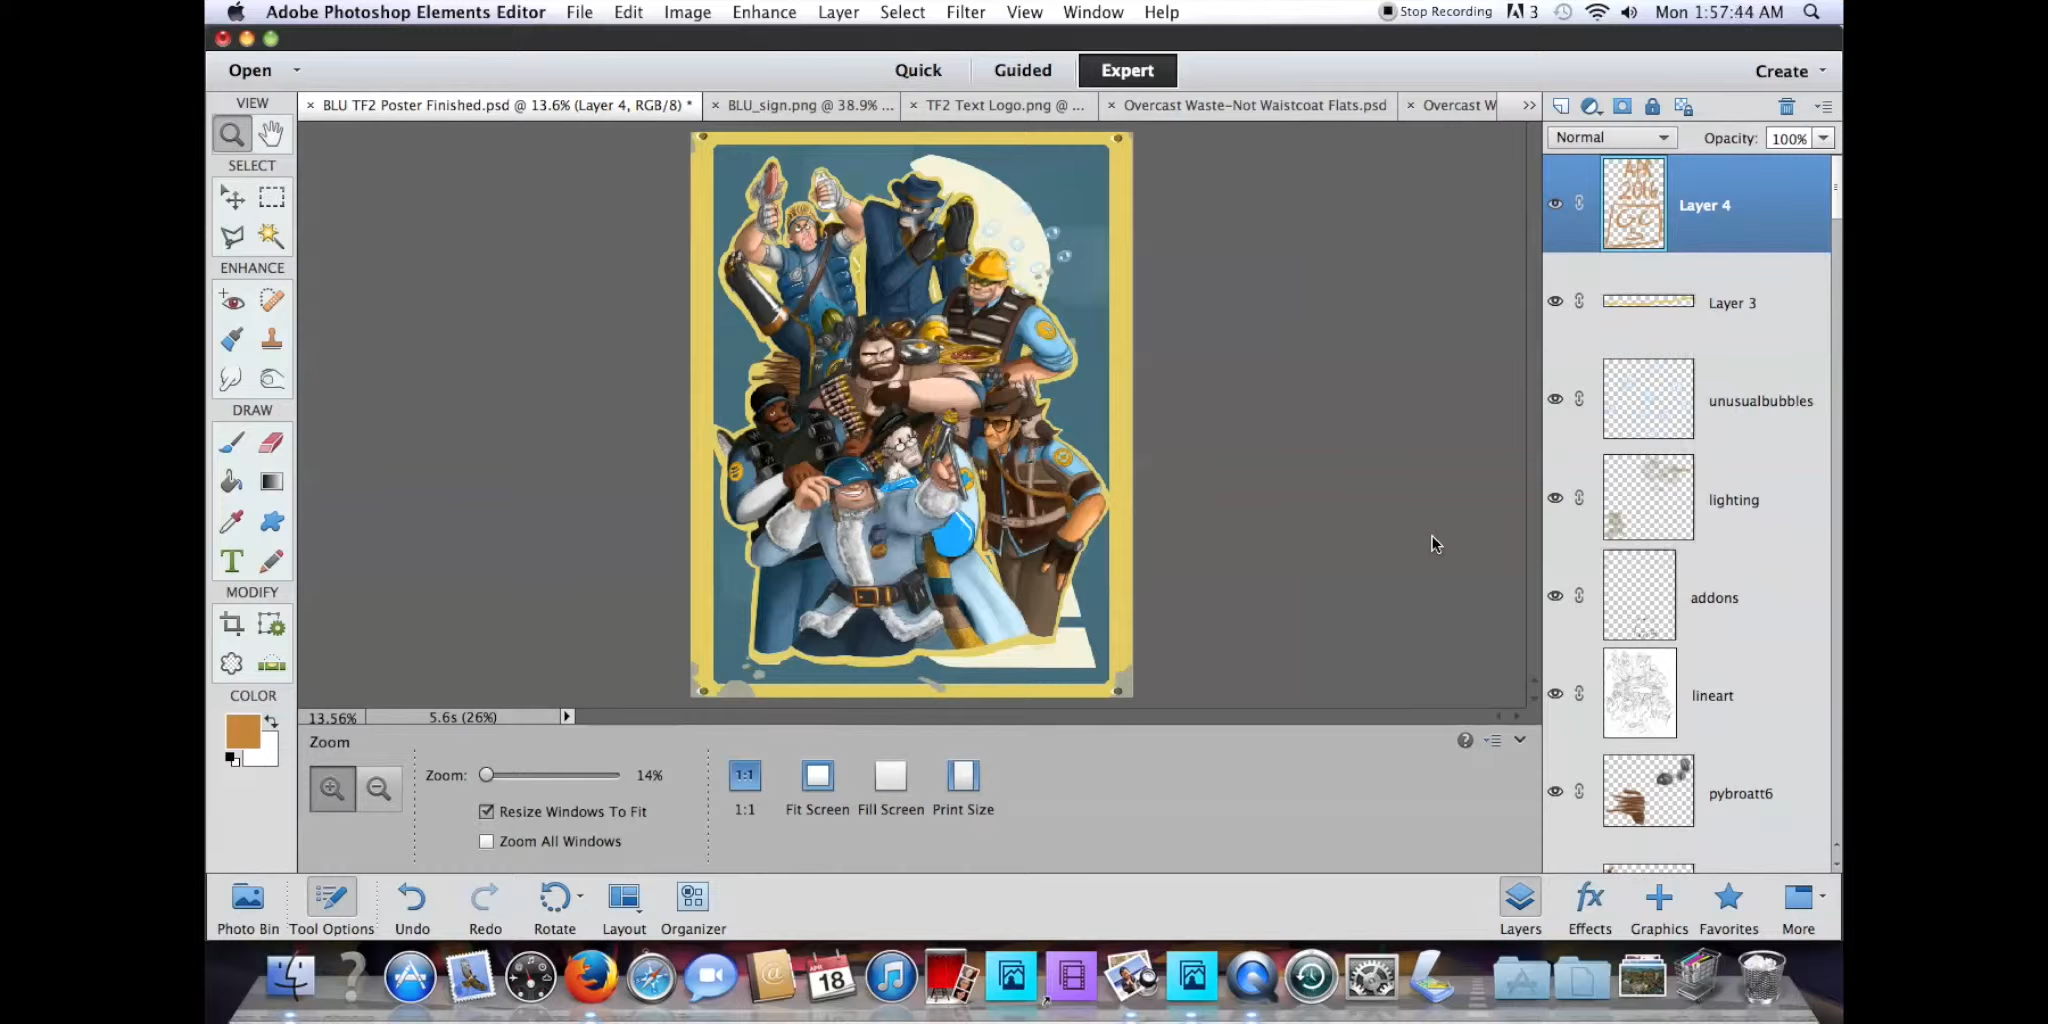 Adobe Photoshop Elements Editor File Edit Image Enhance Layer Select Filter View Window Help Stop Recording 3 Mon 1:57:44 AM
Open Quick Guided Expert Create
VIEW × BLU TF2 Poster Finished.psd @ 13.6% (Layer 4, RGB/8) * × BLU_sign.png @ 38.9% ... × TF2 Text Logo.png @ ... × Overcast Waste-Not Waistcoat Flats.psd × Overcast W >>
Normal Opacity: 100%
SELECT
APR
2016
Layer 4
ENHANCE
Layer 3
unusualbubbles
DRAW
lighting
addons
MODIFY
lineart
COLOR
13.56% 5.6s (26%)
Zoom
pybroatt6
Zoom: 14% 1:1
Resize Windows To Fit 1:1 Fit Screen Fill Screen Print Size
Zoom All Windows
fx
Photo Bin Tool Options Undo Redo Rotate Layout Organizer Layers Effects Graphics Favorites More
APR
18